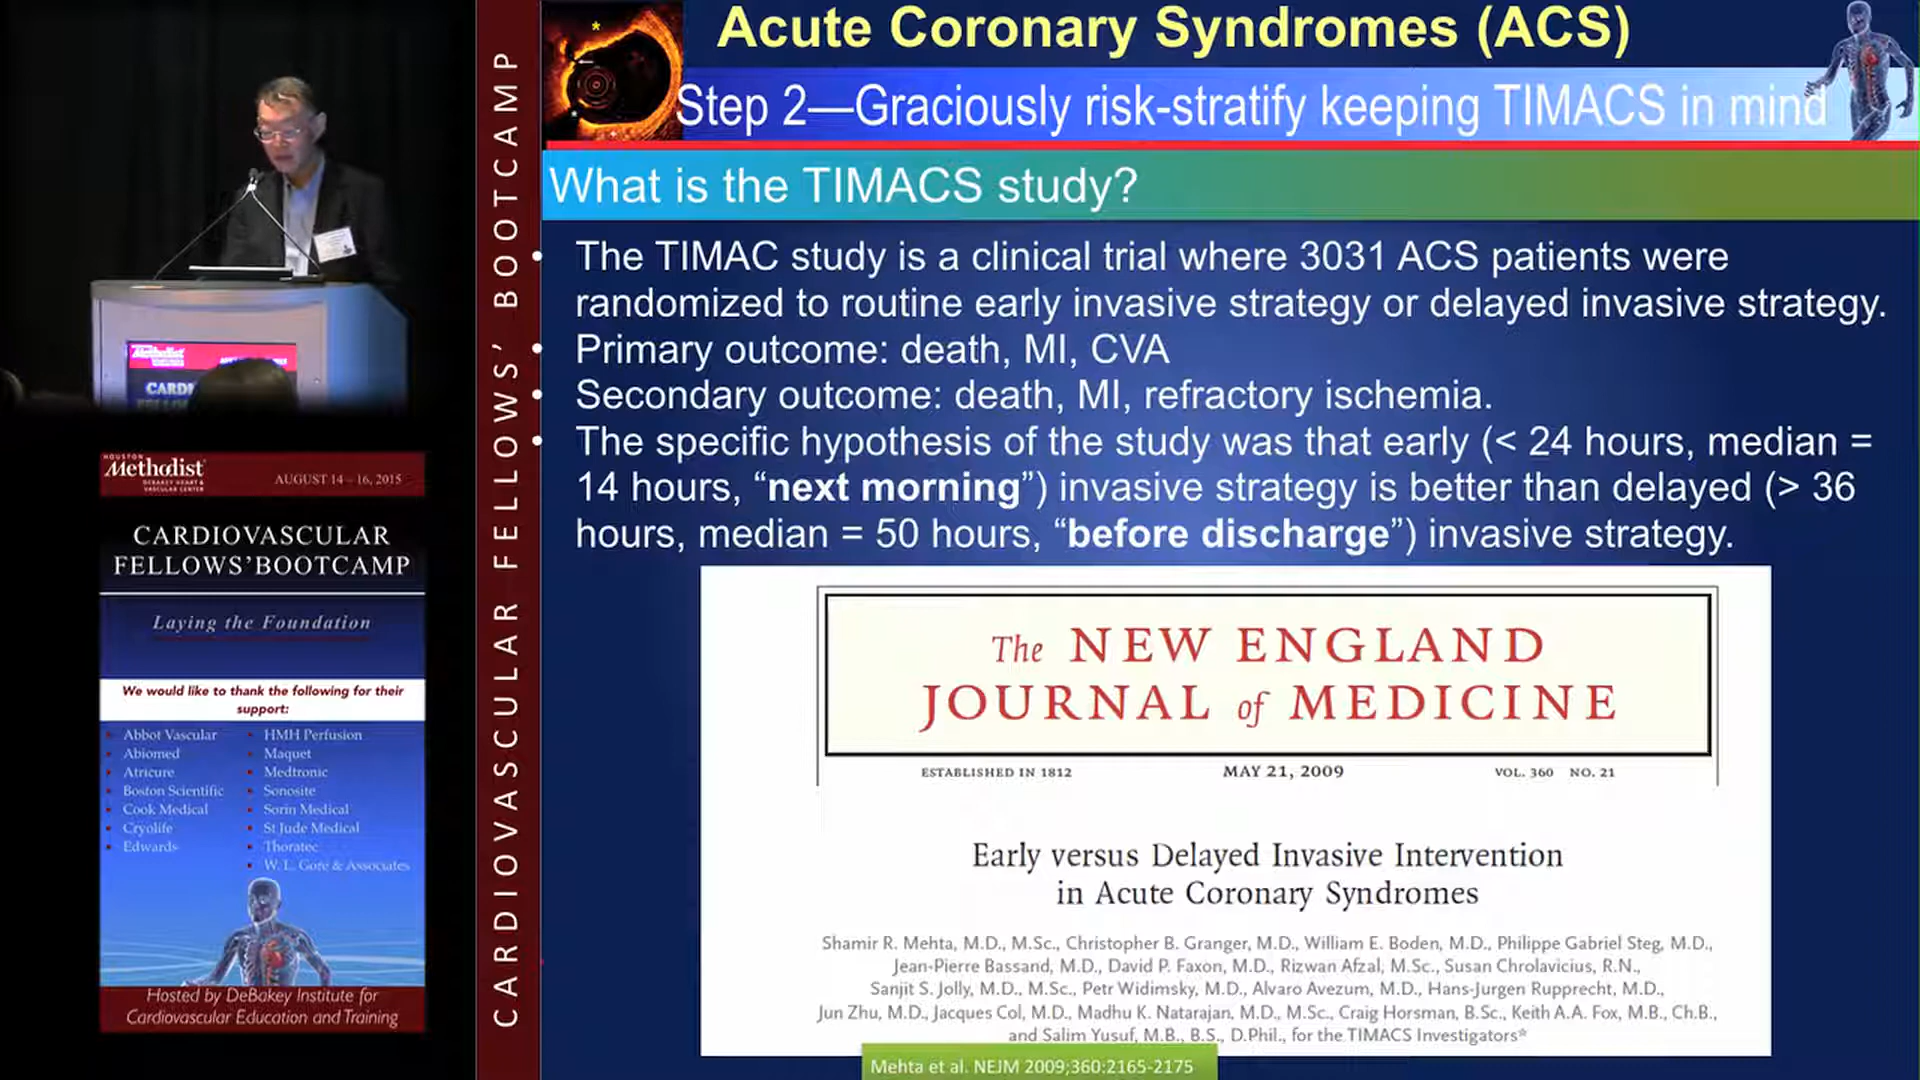 Acute Coronary Syndromes (ACS)
Step 2—Graciously risk-stratify keeping TIMACS in mind
What is the TIMACS study?
• The TIMAC study is a clinical trial where 3031 ACS patients were
randomized to routine early invasive strategy or delayed invasive strategy.
• Primary outcome: death, MI, CVA
• Secondary outcome: death, MI, refractory ischemia.
• The specific hypothesis of the study was that early (< 24 hours, median =
14 hours, “next morning”) invasive strategy is better than delayed (> 36
hours, median = 50 hours, “before discharge”) invasive strategy.
The NEW ENGLAND
JOURNAL of MEDICINE
ESTABLISHED IN 1812 MAY 21, 2009 VOL. 360 NO. 21
Early versus Delayed Invasive Intervention
in Acute Coronary Syndromes
Shamir R. Mehta, M.D., M.Sc., Christopher B. Granger, M.D., William E. Boden, M.D., Philippe Gabriel Steg, M.D.,
Jean-Pierre Bassand, M.D., David P. Faxon, M.D., Rizwan Afzal, M.Sc., Susan Chrolavicius, R.N.,
Sanjit S. Jolly, M.D., M.Sc., Petr Widimsky, M.D., Alvaro Avezum, M.D., Hans-Jurgen Rupprecht, M.D.,
Jun Zhu, M.D., Jacques Col, M.D., Madhu K. Natarajan, M.D., M.Sc., Craig Horsman, B.Sc., Keith A.A. Fox, M.B., Ch.B.,
and Salim Yusuf, M.B., B.S., D.Phil., for the TIMACS Investigators*
Mehta et al. NEJM 2009;360:2165-2175
CARDIOVASCULAR FELLOWS’ BOOTCAMP
Methodist
CARDI
HOUSTON
Methodist
DEBAKEY HEART &
VASCULAR CENTER
AUGUST 14 – 16, 2015
CARDIOVASCULAR
FELLOWS’BOOTCAMP
Laying the Foundation
We would like to thank the following for their
support:
• Abbot Vascular
• Abiomed
• Atricure
• Boston Scientific
• Cook Medical
• Cryolife
• Edwards
• HMH Perfusion
• Maquet
• Medtronic
• Sonosite
• Sorin Medical
• St Jude Medical
• Thoratec
• W. L. Gore & Associates
Hosted by DeBakey Institute for
Cardiovascular Education and Training